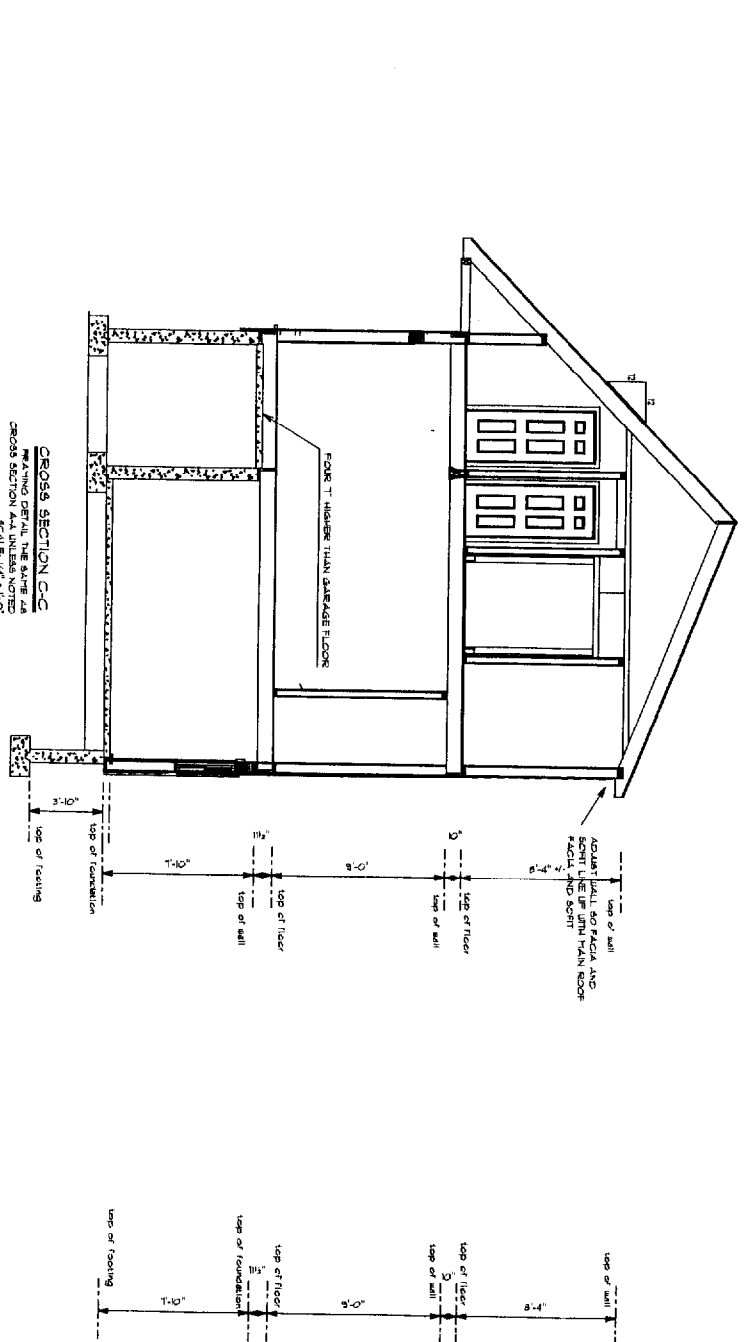 CROSS SECTION C-C
FRAMING DETAIL THE SAME AS
CROSS SECTION A-A UNLESS NOTED
FOUR 7" HIGHER THAN GARAGE FLOOR
12
12
ADJUST WALL SO FACIA AND
SOFIT LINE UP WITH MAIN ROOF
FACIA AND SOFIT
top of wall
8'-4" +/-
top of floor
10"
top of wall
9'-0"
top of floor
11½"
top of wall
7'-10"
top of foundation
3'-10"
top of footing
top of wall
8'-4"
top of floor
10"
top of wall
9'-0"
top of floor
11½"
top of foundation
7'-10"
top of footing